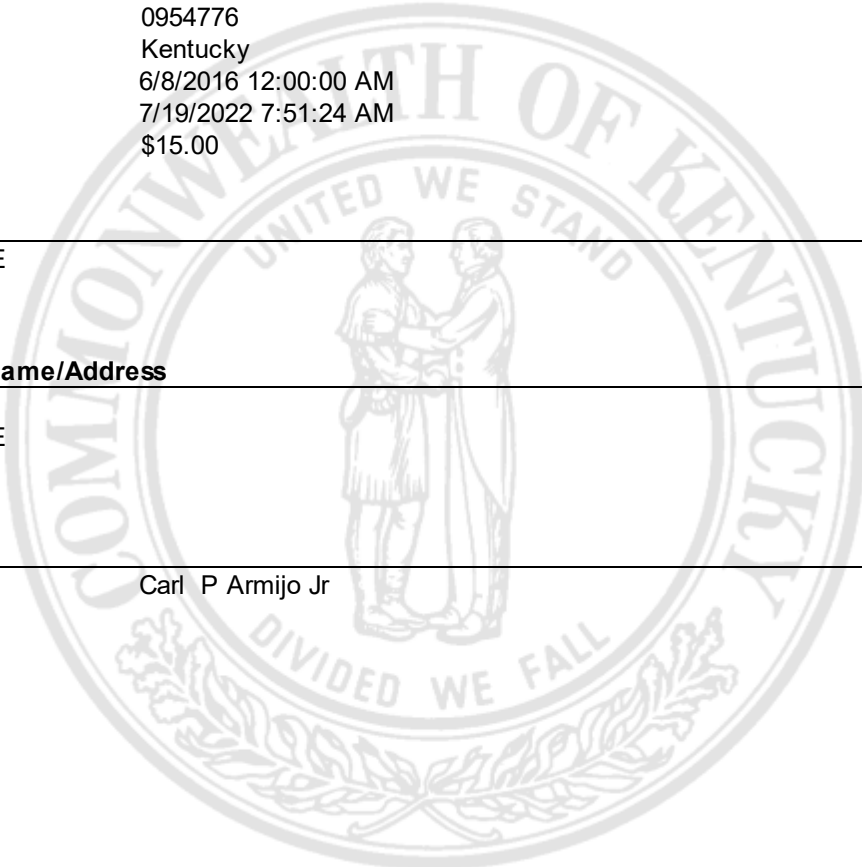 0954776
Kentucky
6/8/2016 12:00:00 AM
7/19/2022 7:51:24 AM
$15.00
COMMONWEALTH OF KENTUCKY
UNITED WE STAND
E
ame/Address
E
Carl P Armijo Jr
DIVIDED WE FALL